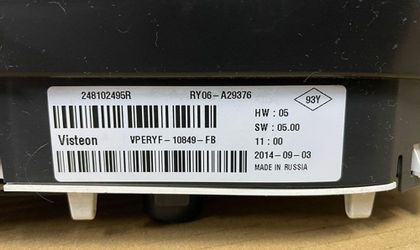 248102495R RY06-A29376 93Y
HW : 05
Visteon VPERYF-10849-FB SW : 05.00
11 : 00
2014-09-03
MADE IN RUSSIA